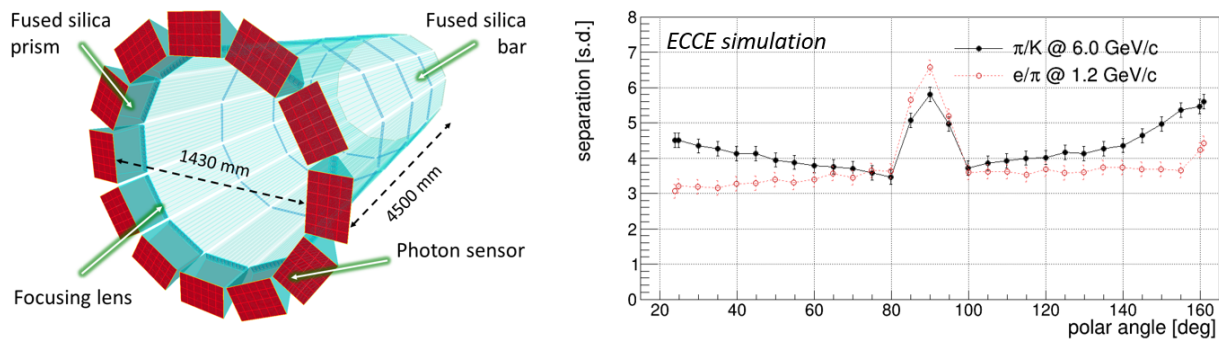 Fused silica
prism
Fused silica
bar
1430 mm
4500 mm
Photon sensor
Focusing lens
ECCE simulation
π/K @ 6.0 GeV/c
e/π @ 1.2 GeV/c
separation [s.d.]
8
7
6
5
4
3
2
1
0
20 40 60 80 100 120 140 160
polar angle [deg]